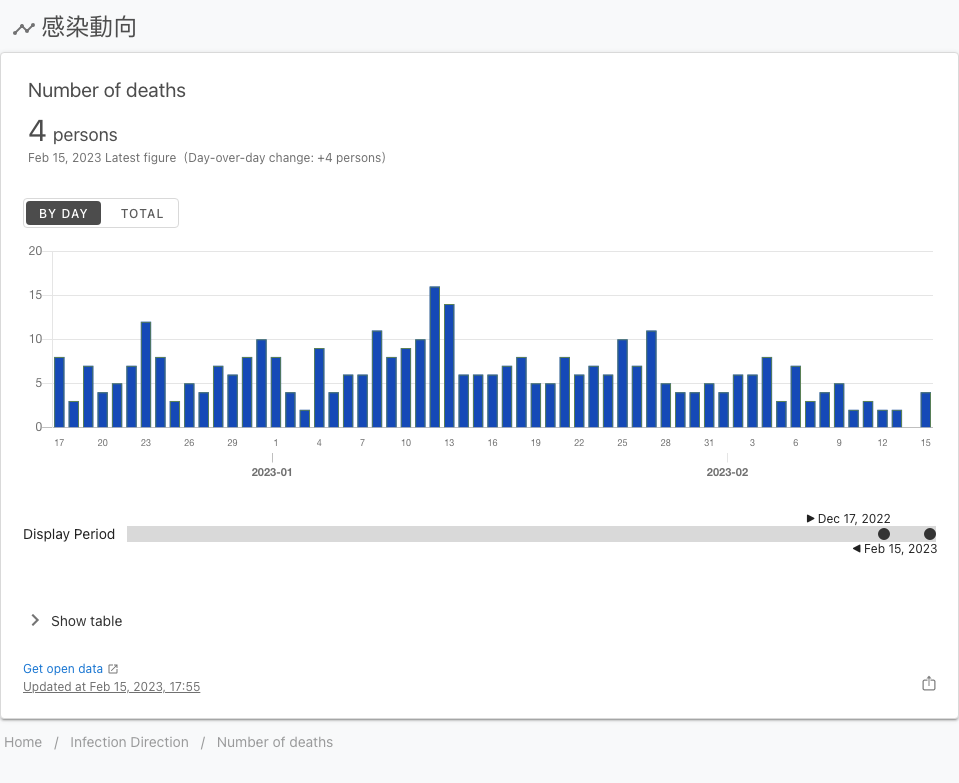 感染動向
Number of deaths
4 persons
Feb 15, 2023 Latest figure (Day-over-day change: +4 persons)
BY DAY TOTAL
20
15
10
5
0
17 20 23 26 29 1 4 7 10 13 16 19 22 25 28 31 3 6 9 12 15
2023-01 2023-02
Dec 17, 2022
Display Period
Feb 15, 2023
Show table
Get open data
Updated at Feb 15, 2023, 17:55
Home / Infection Direction / Number of deaths